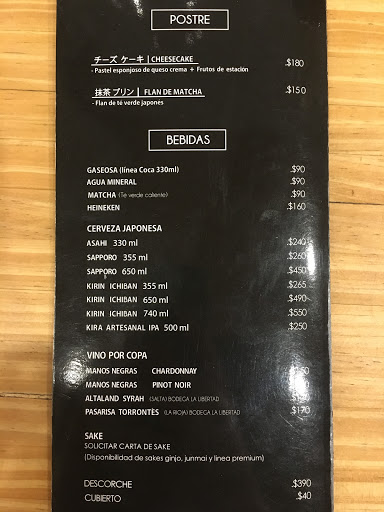 POSTRE
チーズ ケーキ | CHEESECAKE .$180
- Pastel esponjoso de queso crema + Frutos de estación
抹茶 プリン | FLAN DE MATCHA .$150
- Flan de té verde japonés
BEBIDAS
GASEOSA (línea Coca 330ml) .$90
AGUA MINERAL .$90
MATCHA (Té verde caliente) .$90
HEINEKEN .$160
CERVEZA JAPONESA
ASAHI 330 ml .$240
SAPPORO 355 ml .$260
SAPPORO 650 ml .$450
KIRIN ICHIBAN 355 ml .$265
KIRIN ICHIBAN 650 ml .$490
KIRIN ICHIBAN 740 ml .$550
KIRA ARTESANAL IPA 500 ml .$250
VINO POR COPA
MANOS NEGRAS CHARDONNAY
MANOS NEGRAS PINOT NOIR
ALTALAND SYRAH (SALTA) BODEGA LA LIBERTAD
PASARISA TORRONTÈS (LA RIOJA) BODEGA LA LIBERTAD .$170
SAKE
SOLICITAR CARTA DE SAKE
(Disponibilidad de sakes ginjo, junmai y línea premium)
DESCORCHE .$390
CUBIERTO .$40